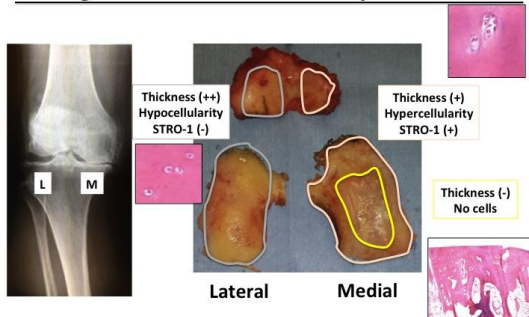 Thickness (++)
Hypocellularity
STRO-1 (-)
Thickness (+)
Hypercellularity
STRO-1 (+)
L
M
Thickness (-)
No cells
Lateral
Medial